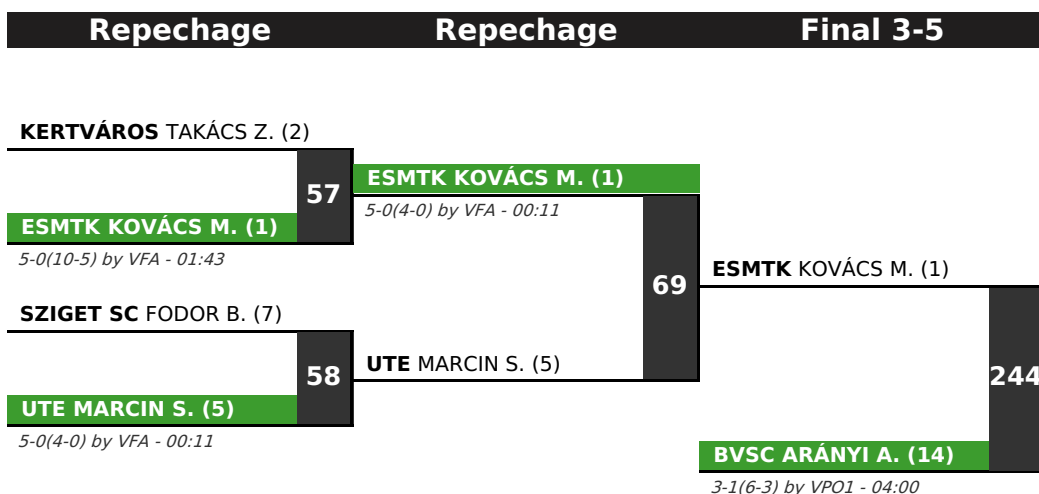 Repechage Repechage Final 3-5
KERTVÁROS TAKÁCS Z. (2)
57
ESMTK KOVÁCS M. (1)
5-0(10-5) by VFA - 01:43
SZIGET SC FODOR B. (7)
58
UTE MARCIN S. (5)
5-0(4-0) by VFA - 00:11
ESMTK KOVÁCS M. (1)
5-0(4-0) by VFA - 00:11
69
UTE MARCIN S. (5)
ESMTK KOVÁCS M. (1)
244
BVSC ARÁNYI A. (14)
3-1(6-3) by VPO1 - 04:00